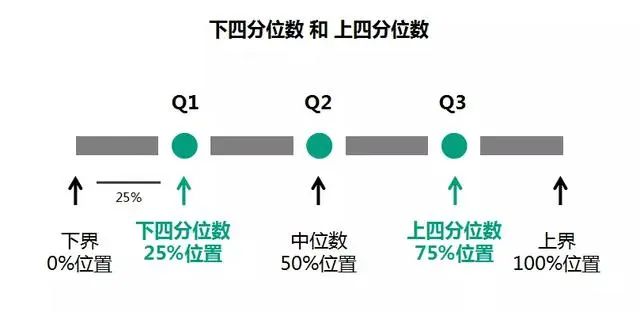 下四分位数 和 上四分位数
Q1
Q2
Q3
25%
下界
0%位置
下四分位数
25%位置
中位数
50%位置
上四分位数
75%位置
上界
100%位置